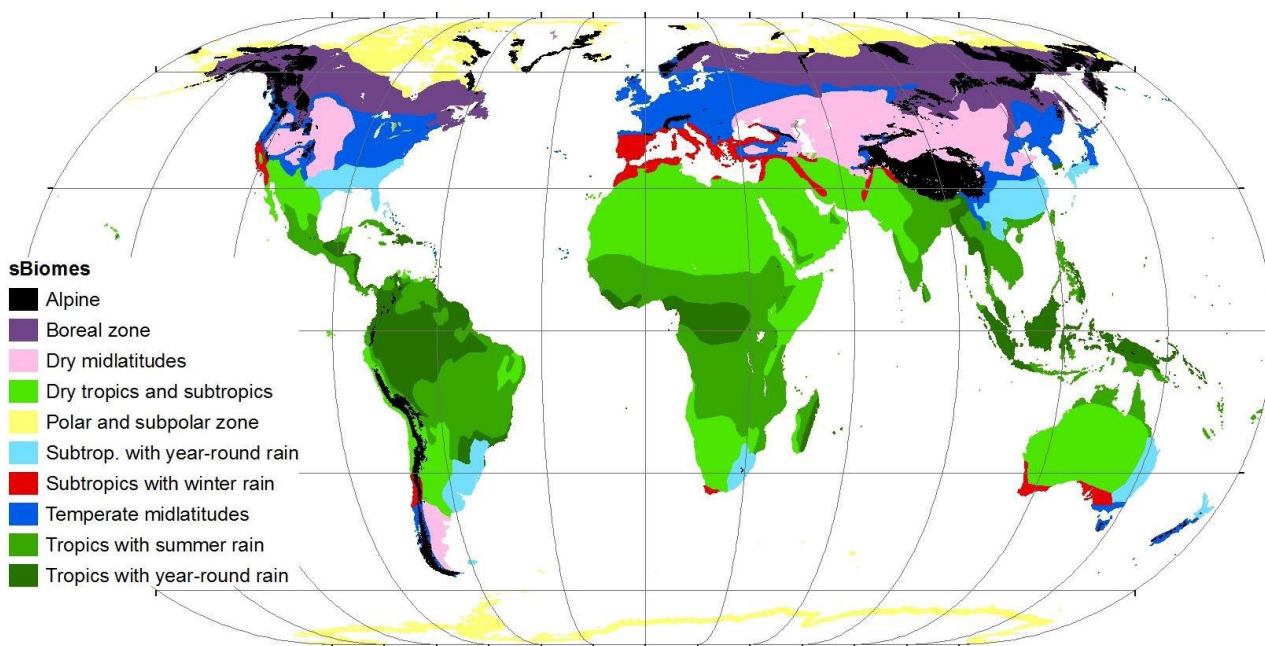 sBiomes
Alpine
Boreal zone
Dry midlatitudes
Dry tropics and subtropics
Polar and subpolar zone
Subtrop. with year-round rain
Subtropics with winter rain
Temperate midlatitudes
Tropics with summer rain
Tropics with year-round rain